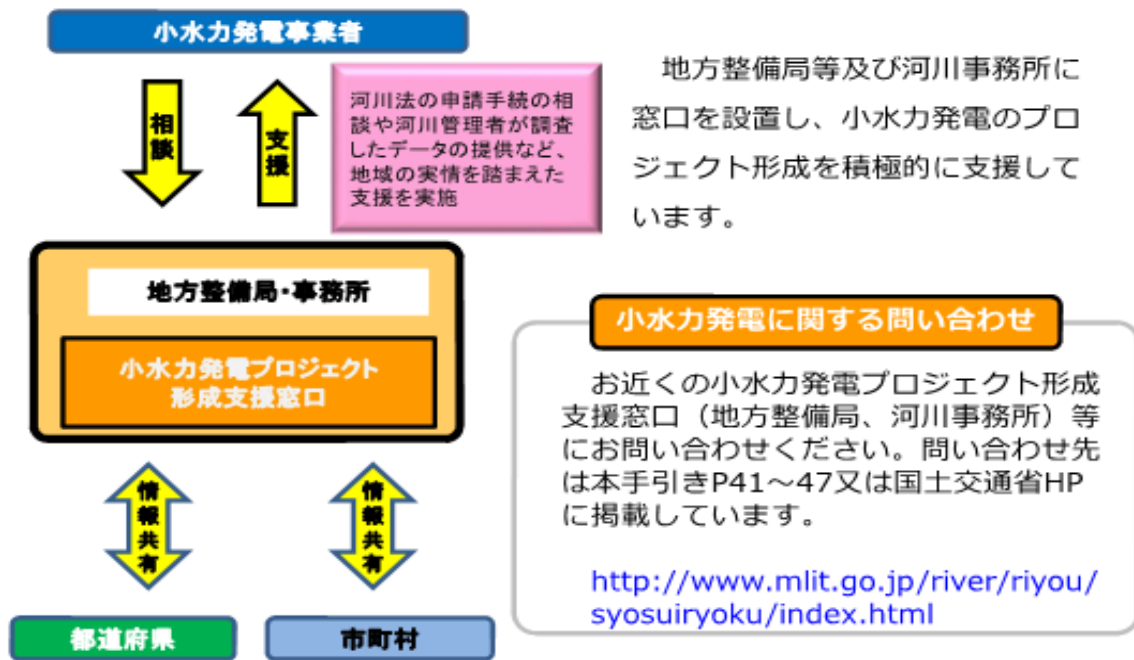 小水力発電事業者
相談
支援
河川法の申請手続の相
談や河川管理者が調査
したデータの提供など、
地域の実情を踏まえた
支援を実施
地方整備局等及び河川事務所に
窓口を設置し、小水力発電のプロ
ジェクト形成を積極的に支援して
います。
地方整備局・事務所
小水力発電プロジェクト
形成支援窓口
情報共有
情報共有
都道府県
市町村
小水力発電に関する問い合わせ
お近くの小水力発電プロジェクト形成
支援窓口（地方整備局、河川事務所）等
にお問い合わせください。問い合わせ先
は本手引きP41～47又は国土交通省HP
に掲載しています。
http://www.mlit.go.jp/river/riyou/
syosuiryoku/index.html